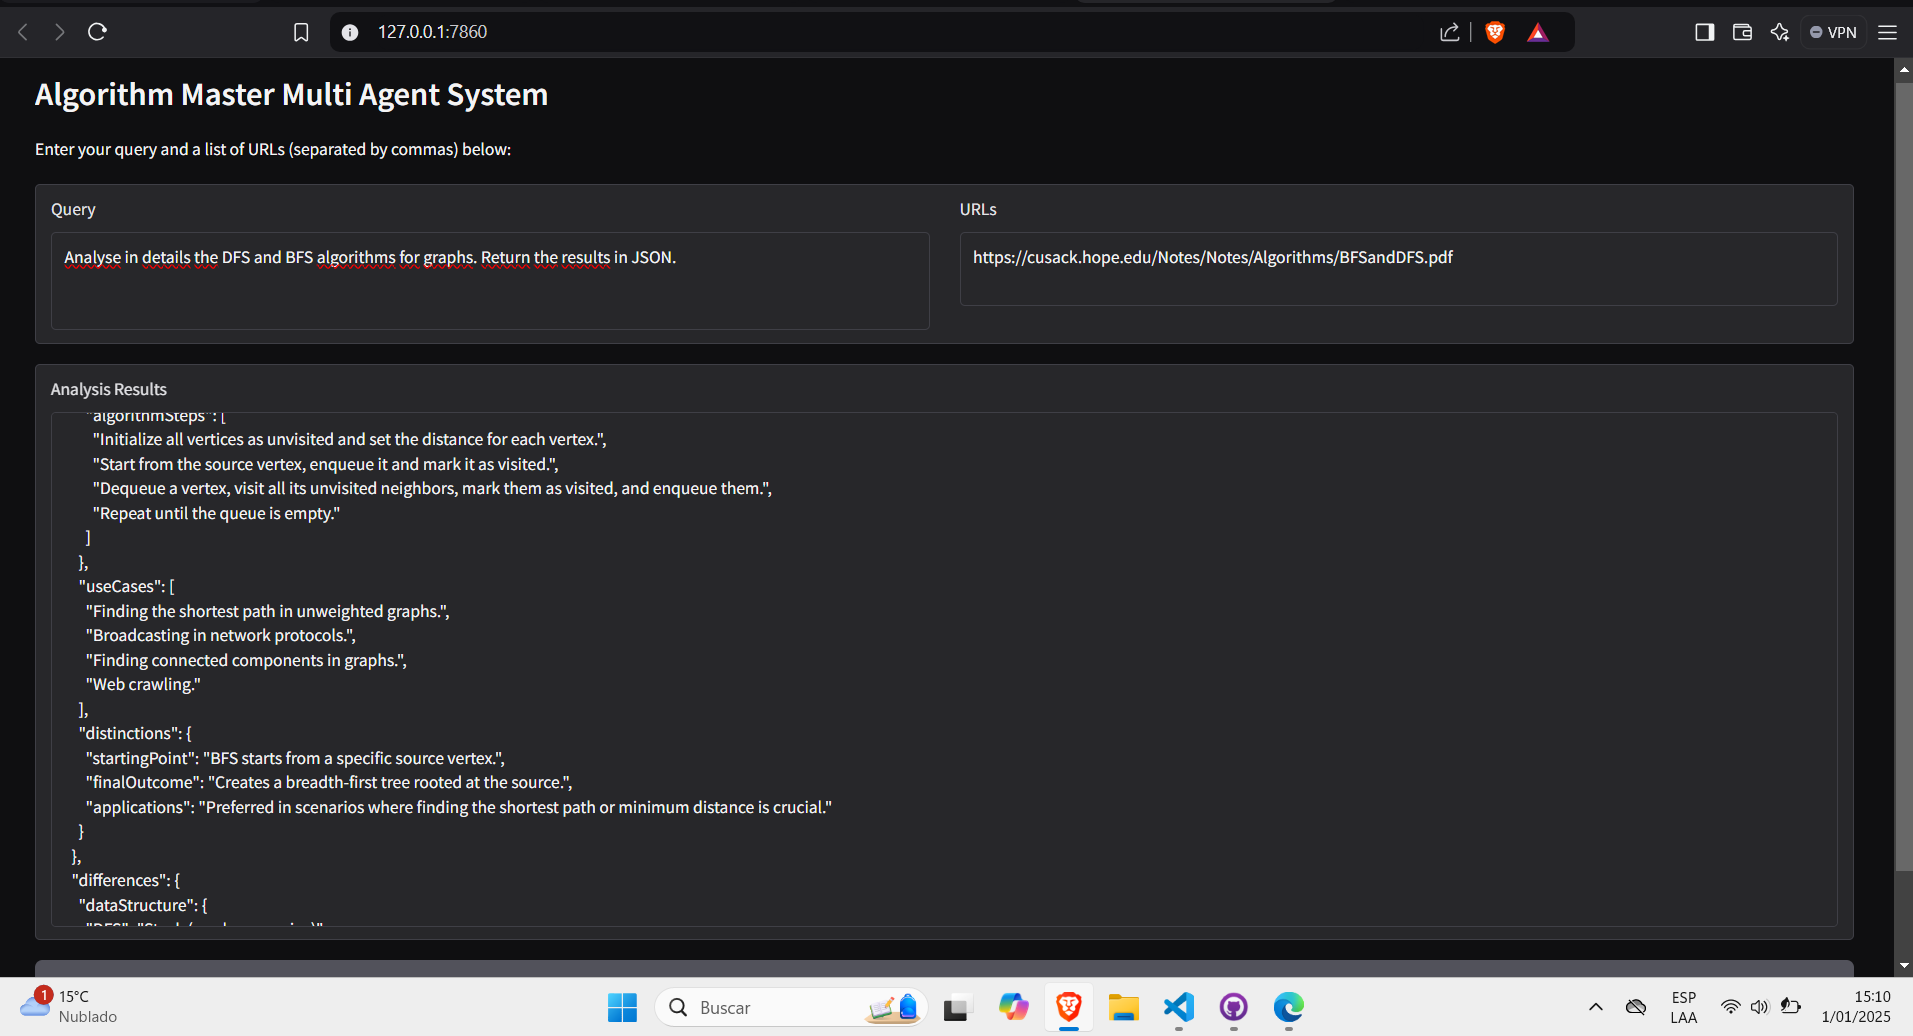 127.0.0.1:7860
VPN
Algorithm Master Multi Agent System
Enter your query and a list of URLs (separated by commas) below:
Query
Analyse in details the DFS and BFS algorithms for graphs. Return the results in JSON.
URLs
https://cusack.hope.edu/Notes/Notes/Algorithms/BFSandDFS.pdf
Analysis Results
"algorithmSteps": [
"Initialize all vertices as unvisited and set the distance for each vertex.",
"Start from the source vertex, enqueue it and mark it as visited.",
"Dequeue a vertex, visit all its unvisited neighbors, mark them as visited, and enqueue them.",
"Repeat until the queue is empty."
]
},
"useCases": [
"Finding the shortest path in unweighted graphs.",
"Broadcasting in network protocols.",
"Finding connected components in graphs.",
"Web crawling."
],
"distinctions": {
"startingPoint": "BFS starts from a specific source vertex.",
"finalOutcome": "Creates a breadth-first tree rooted at the source.",
"applications": "Preferred in scenarios where finding the shortest path or minimum distance is crucial."
}
},
"differences": {
"dataStructure": {
1
15°C
Nublado
Buscar
ESP
LAA
15:10
1/01/2025